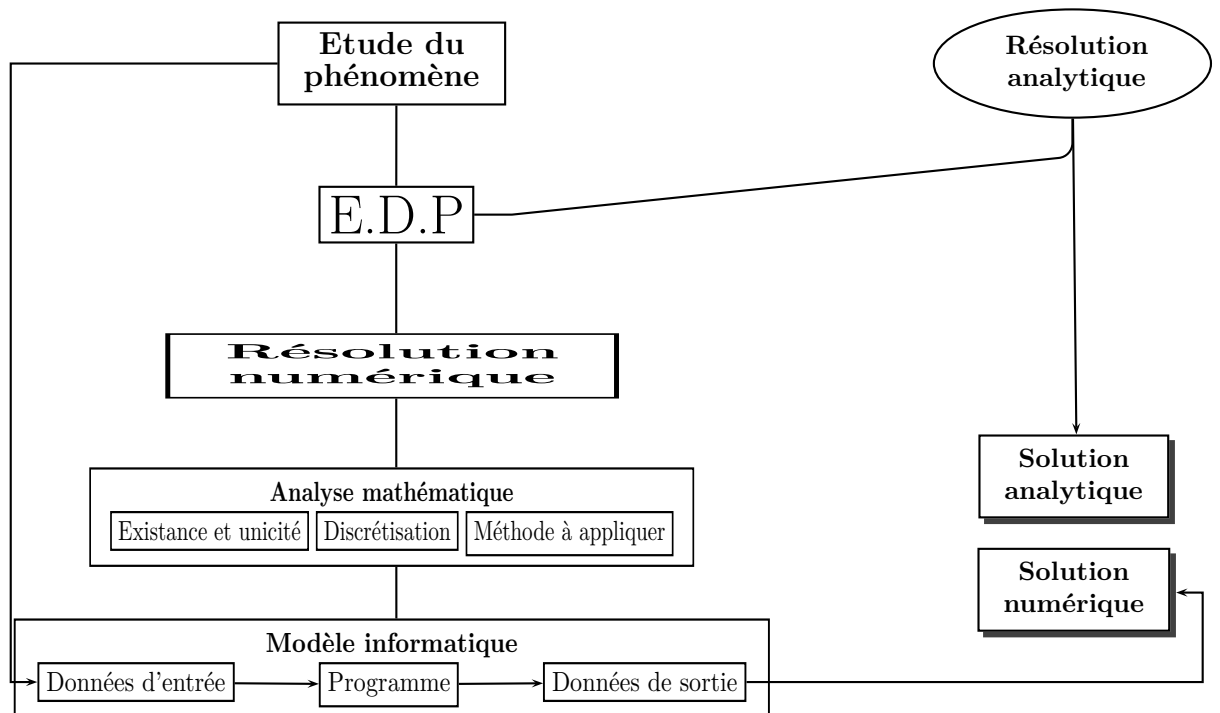 Etude du
phénomène
Résolution
analytique
E.D.P
Résolution
numérique
Analyse mathématique
Existance et unicité
Discrétisation
Méthode à appliquer
Solution
analytique
Solution
numérique
Modèle informatique
Données d'entrée
Programme
Données de sortie